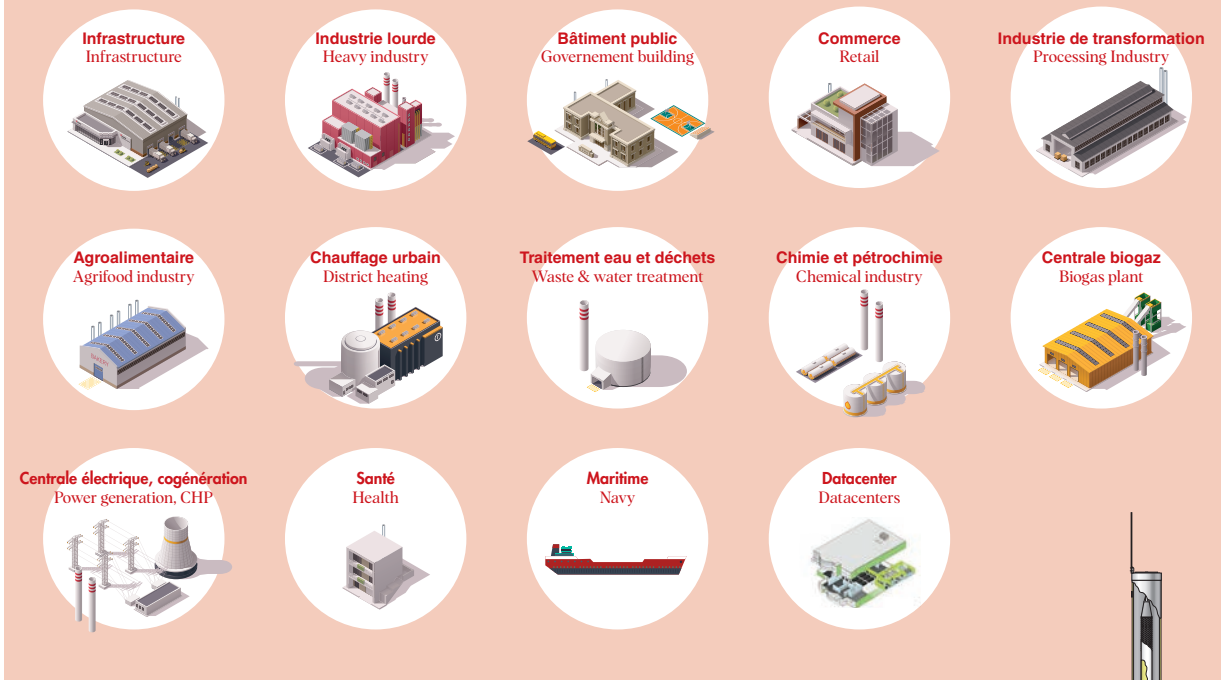 Infrastructure
Infrastructure
Industrie lourde
Heavy industry
Bâtiment public
Governement building
Commerce
Retail
Industrie de transformation
Processing Industry
Agroalimentaire
Agrifood industry
BAKERY
Chauffage urbain
District heating
Traitement eau et déchets
Waste & water treatment
Chimie et pétrochimie
Chemical industry
Centrale biogaz
Biogas plant
Centrale électrique, cogénération
Power generation, CHP
Santé
Health
Maritime
Navy
Datacenter
Datacenters